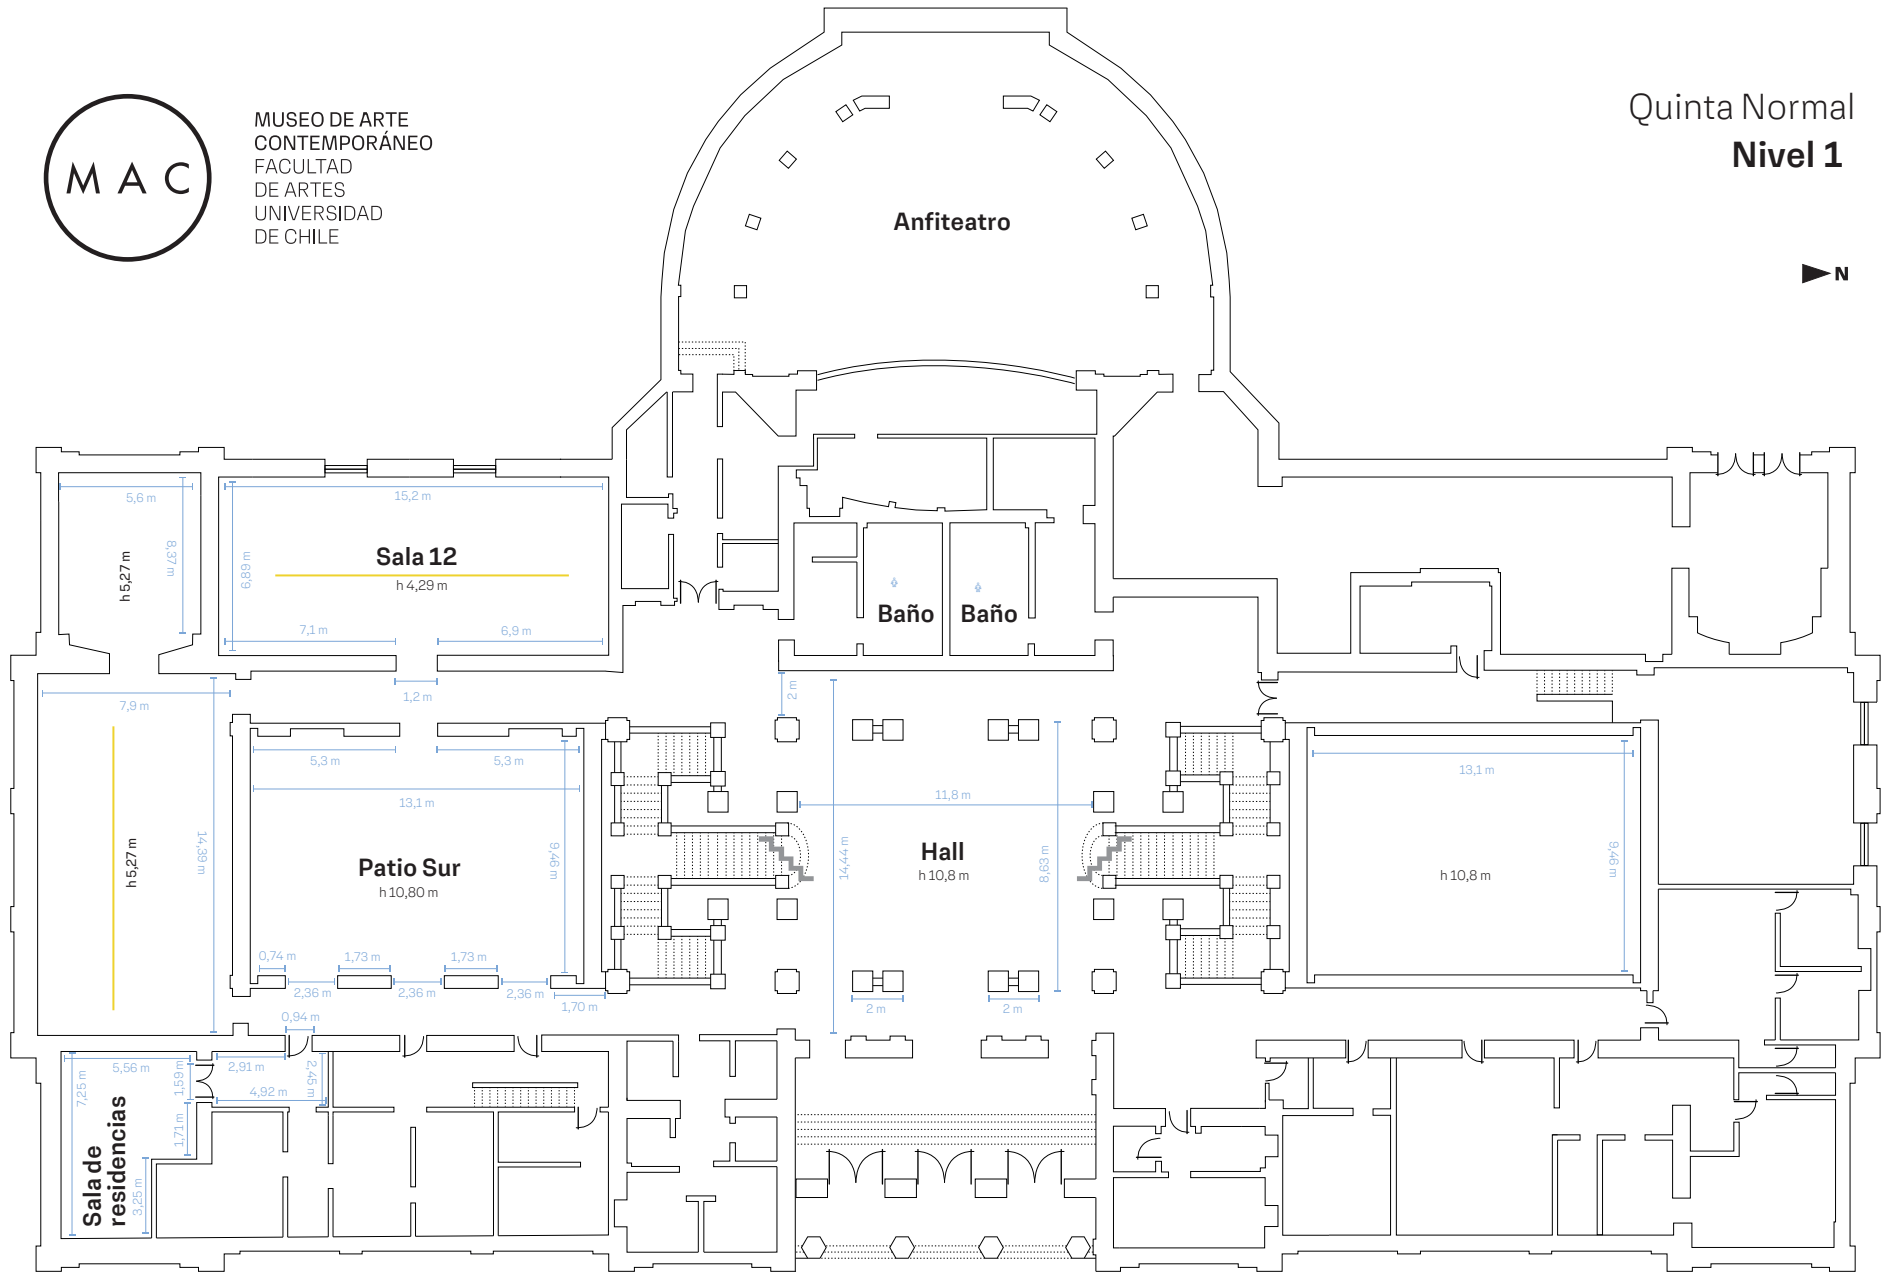 MAC
MUSEO DE ARTE
CONTEMPORÁNEO
FACULTAD
DE ARTES
UNIVERSIDAD
DE CHILE
Quinta Normal
Nivel 1
N
Anfiteatro
5,6 m
8,37 m
h 5,27 m
15,2 m
6,89 m
Sala 12
h 4,29 m
7,1 m
6,9 m
1,2 m
Baño
Baño
7,9 m
14,39 m
h 5,27 m
5,3 m
5,3 m
13,1 m
9,46 m
Patio Sur
h 10,80 m
0,74 m
1,73 m
1,73 m
2,36 m
2,36 m
2,36 m
1,70 m
2 m
11,8 m
14,44 m
8,63 m
Hall
h 10,8 m
2 m
2 m
13,1 m
9,46 m
h 10,8 m
0,94 m
5,56 m
7,25 m
1,59 m
2,91 m
2,45 m
4,92 m
1,71 m
3,25 m
Sala de
residencias